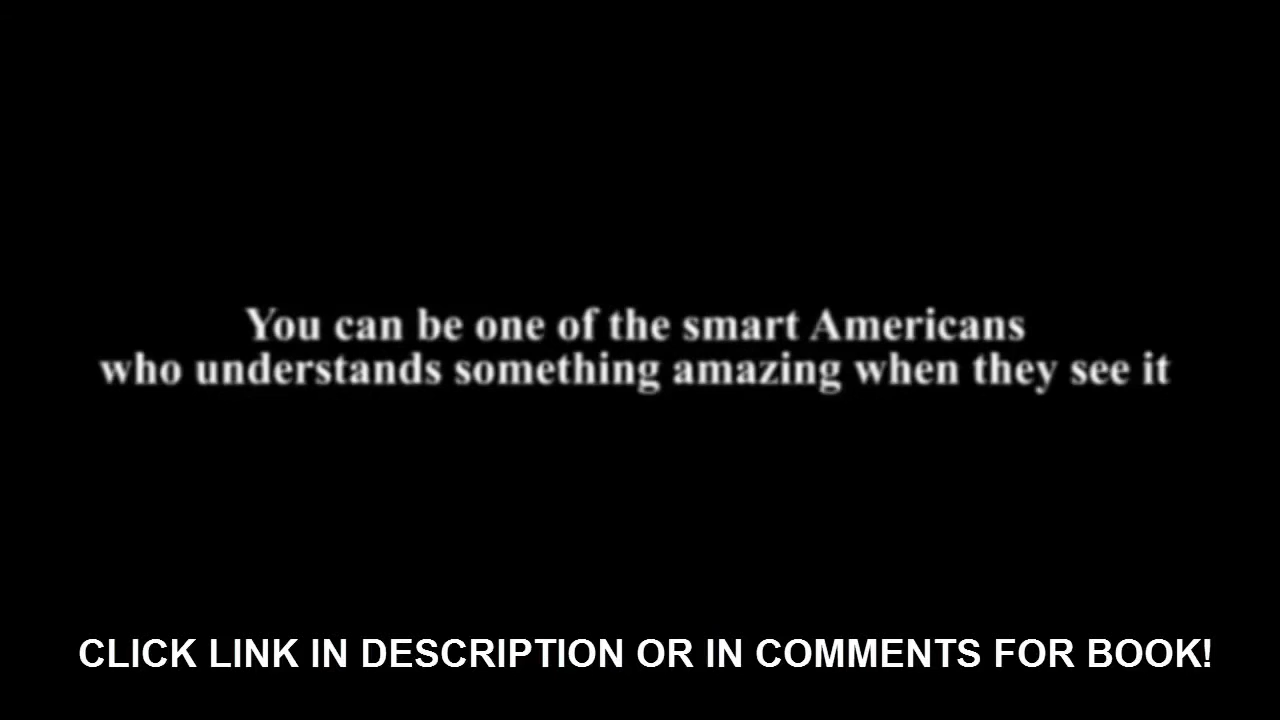 You can be one of the smart Americans
who understands something amazing when they see it
CLICK LINK IN DESCRIPTION OR IN COMMENTS FOR BOOK!